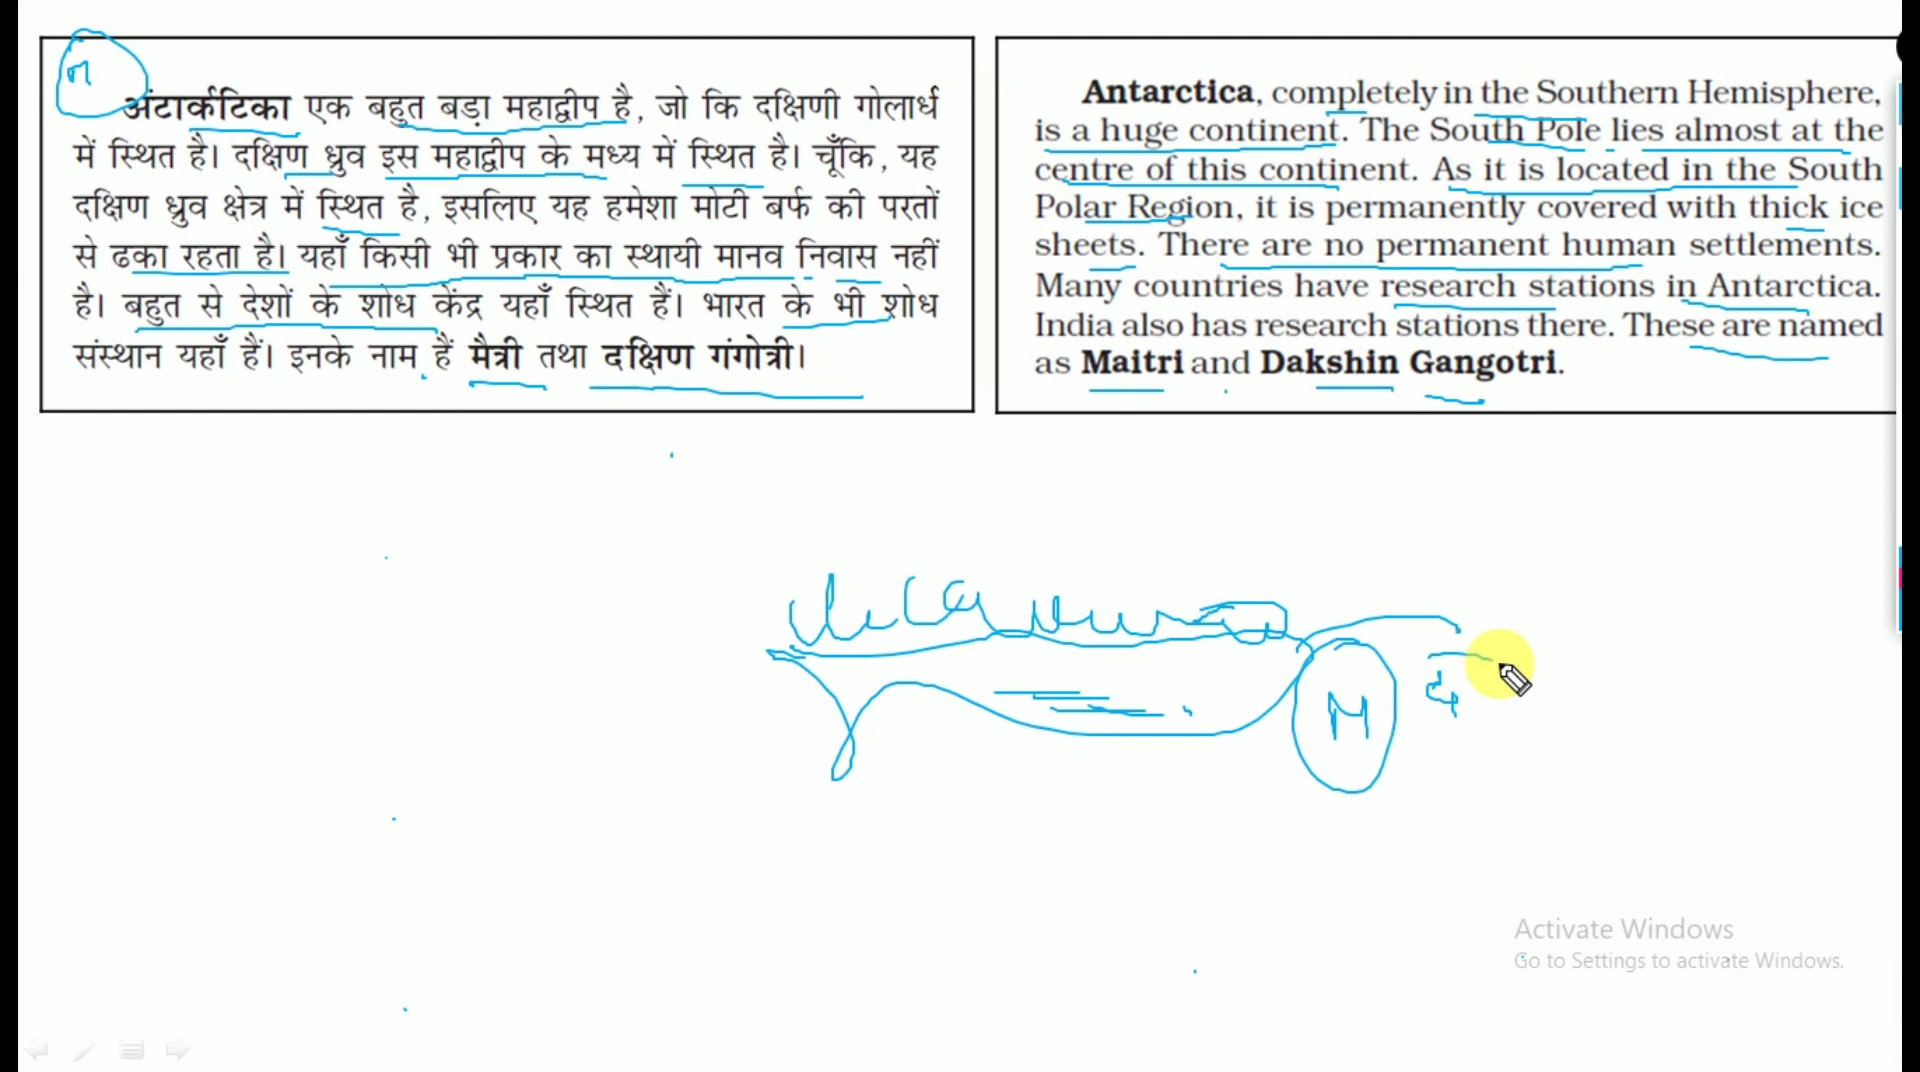 M
अंटार्कटिका एक बहुत बड़ा महाद्वीप है, जो कि दक्षिणी गोलार्ध
में स्थित है। दक्षिण ध्रुव इस महाद्वीप के मध्य में स्थित है। चूँकि, यह
दक्षिण ध्रुव क्षेत्र में स्थित है, इसलिए यह हमेशा मोटी बर्फ की परतों
से ढका रहता है। यहाँ किसी भी प्रकार का स्थायी मानव निवास नहीं
है। बहुत से देशों के शोध केंद्र यहाँ स्थित हैं। भारत के भी शोध
संस्थान यहाँ हैं। इनके नाम हैं मैत्री तथा दक्षिण गंगोत्री।
Antarctica, completely in the Southern Hemisphere,
is a huge continent. The South Pole lies almost at the
centre of this continent. As it is located in the South
Polar Region, it is permanently covered with thick ice
sheets. There are no permanent human settlements.
Many countries have research stations in Antarctica.
India also has research stations there. These are named
as Maitri and Dakshin Gangotri.
M
Activate Windows
Go to Settings to activate Windows.